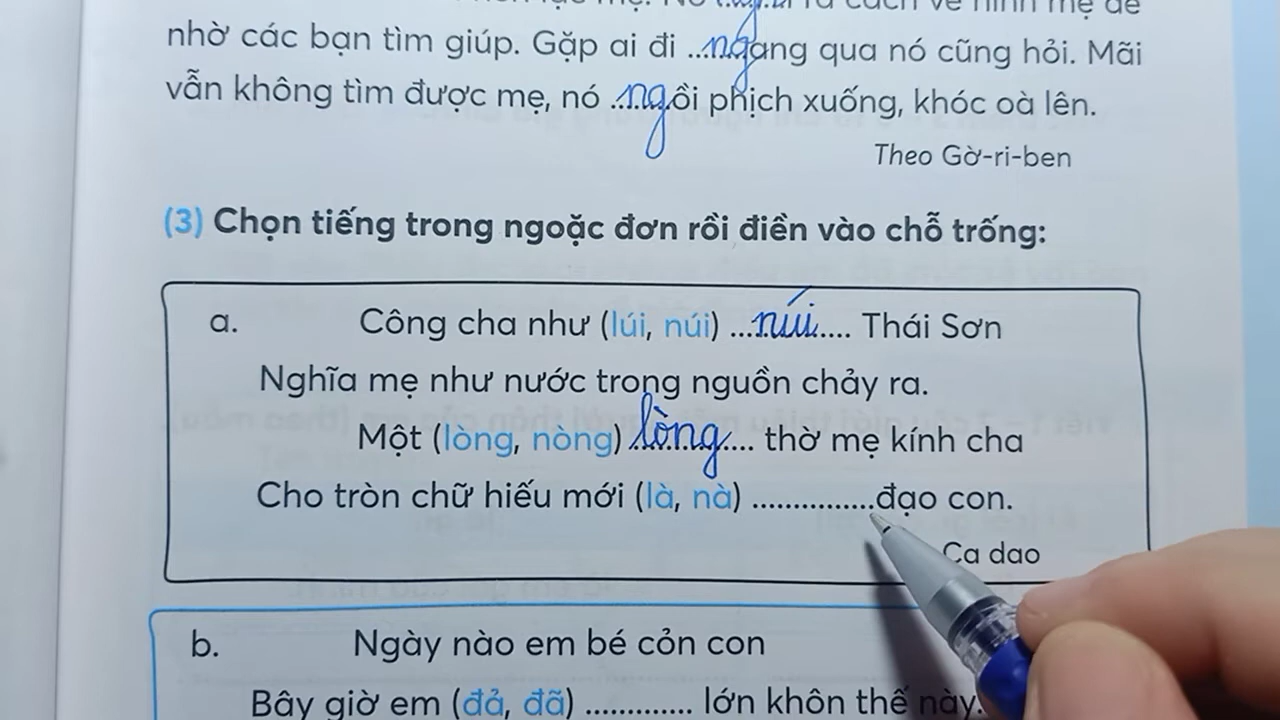 nhờ các bạn tìm giúp. Gặp ai đi ...ngang qua nó cũng hỏi. Mãi
vẫn không tìm được mẹ, nó ...ngồi phịch xuống, khóc oà lên.
Theo Gờ-ri-ben
(3) Chọn tiếng trong ngoặc đơn rồi điền vào chỗ trống:
a. Công cha như (lúi, núi) ...núi... Thái Sơn
Nghĩa mẹ như nước trong nguồn chảy ra.
Một (lòng, nòng) lòng... thờ mẹ kính cha
Cho tròn chữ hiếu mới (là, nà) ...............đạo con.
Ca dao
b. Ngày nào em bé cỏn con
Bây giờ em (đả, đã) ............. lớn khôn thế này.